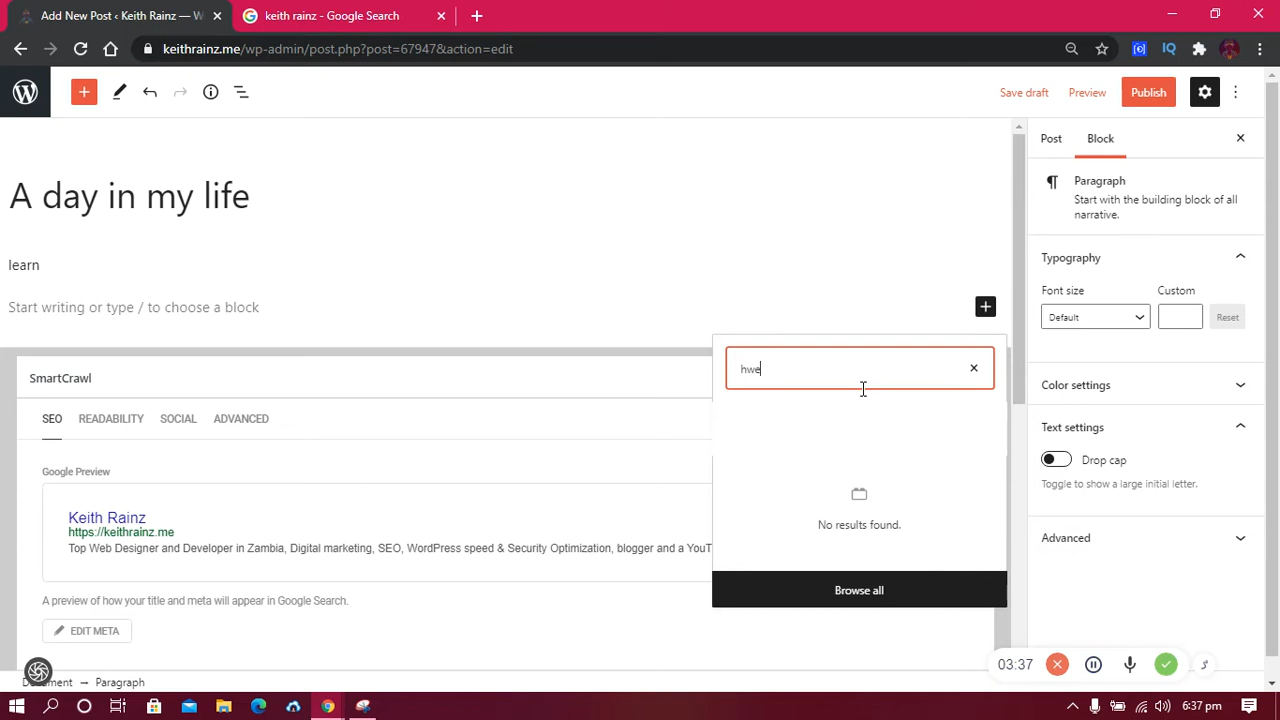 Add New Post ‹ Keith Rainz — W
keith rainz - Google Search
keithrainz.me/wp-admin/post.php?post=67947&action=edit
IQ
Save draft
Preview
Publish
Post
Block
A day in my life
Paragraph
Start with the building block of all
narrative.
learn
Typography
Start writing or type / to choose a block
Font size
Custom
Default
Reset
hwe
SmartCrawl
Color settings
SEO
READABILITY
SOCIAL
ADVANCED
Text settings
Drop cap
Google Preview
Toggle to show a large initial letter.
Keith Rainz
https://keithrainz.me
No results found.
Top Web Designer and Developer in Zambia, Digital marketing, SEO, WordPress speed & Security Optimization, blogger and a YouT
Advanced
Browse all
A preview of how your title and meta will appear in Google Search.
EDIT META
03:37
Document → Paragraph
6:37 pm